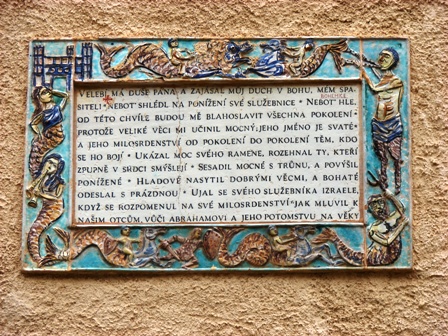 VELEBÍ MÁ DUŠE PÁNA A ZAJÁSAL MŮJ DUCH V BOHU, MÉM SPA-
SITELI • NEBOŤ SHLÉDL NA PONÍŽENÍ SVÉ SLUŽEBNICE • NEBOŤ HLE,
OD TÉTO CHVÍLE BUDOU MĚ BLAHOSLAVIT VŠECHNA POKOLENÍ •
PROTOŽE VELIKÉ VĚCI MI UČINIL MOCNÝ, JEHO JMÉNO JE SVATÉ •
A JEHO MILOSRDENSTVÍ OD POKOLENÍ DO POKOLENÍ TĚM, KDO
SE HO BOJÍ • UKÁZAL MOC SVÉHO RAMENE, ROZEHNAL TY, KTEŘÍ
ZPUPNĚ V SRDCI SMÝŠLEJÍ • SESADIL MOCNÉ S TRŮNU, A POVÝŠIL
PONÍŽENÉ • HLADOVÉ NASYTIL DOBRÝMI VĚCMI, A BOHATÉ
ODESLAL S PRÁZDNOU • UJAL SE SVÉHO SLUŽEBNÍKA IZRAELE,
KDYŽ SE ROZPOMENUL NA SVÉ MILOSRDENSTVÍ • JAK MLUVIL K
NAŠIM OTCŮM, VŮČI ABRAHAMOVI A JEHO POTOMSTVU NA VĚKY